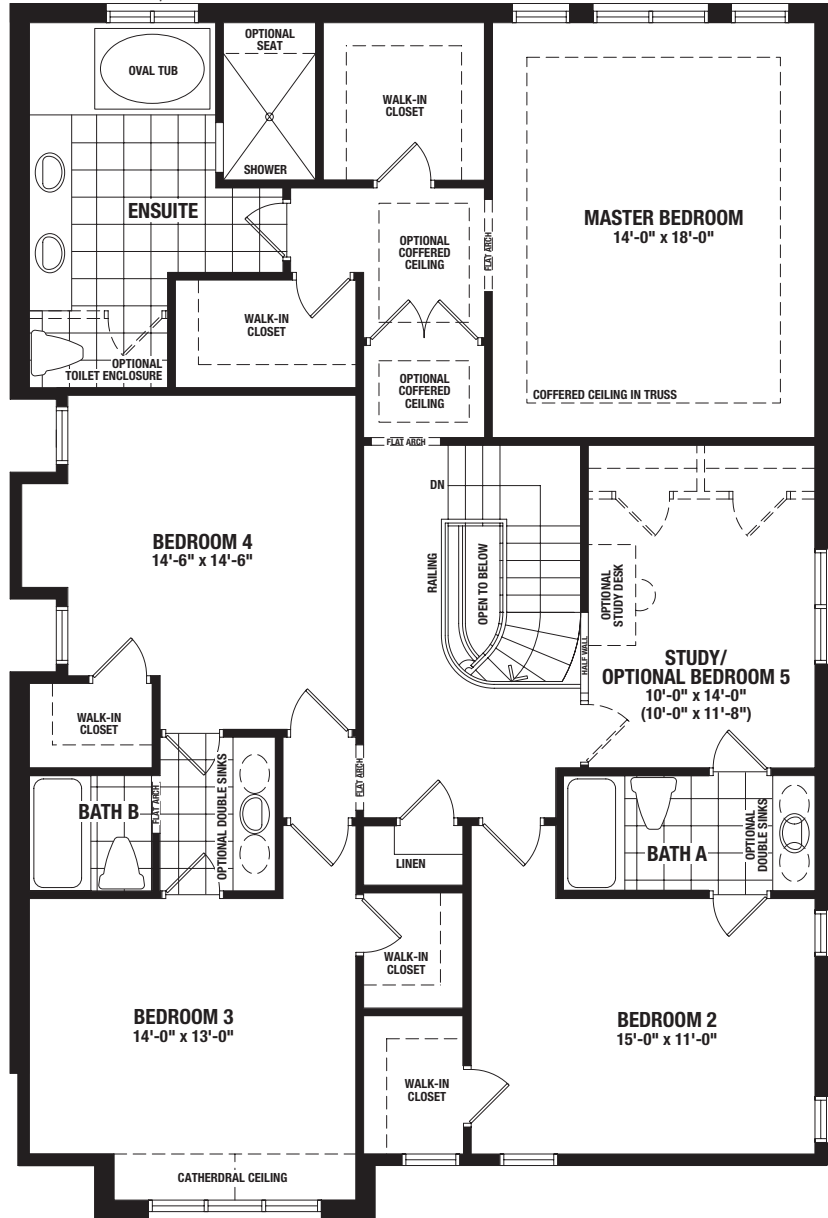 OPTIONAL
SEAT
OVAL TUB
WALK-IN
CLOSET
SHOWER
ENSUITE
MASTER BEDROOM
14'-0" x 18'-0"
OPTIONAL
COFFERED
CEILING
FLAT ARCH
WALK-IN
CLOSET
OPTIONAL
TOILET ENCLOSURE
OPTIONAL
COFFERED
CEILING
COFFERED CEILING IN TRUSS
FLAT ARCH
DN
BEDROOM 4
14'-6" x 14'-6"
RAILING
OPEN TO BELOW
OPTIONAL
STUDY DESK
HALF WALL
STUDY/
OPTIONAL BEDROOM 5
10'-0" x 14'-0"
(10'-0" x 11'-8")
WALK-IN
CLOSET
FLAT ARCH
BATH B
FLAT ARCH
OPTIONAL DOUBLE SINKS
LINEN
BATH A
OPTIONAL
DOUBLE SINKS
WALK-IN
CLOSET
BEDROOM 3
14'-0" x 13'-0"
BEDROOM 2
15'-0" x 11'-0"
WALK-IN
CLOSET
CATHERDRAL CEILING